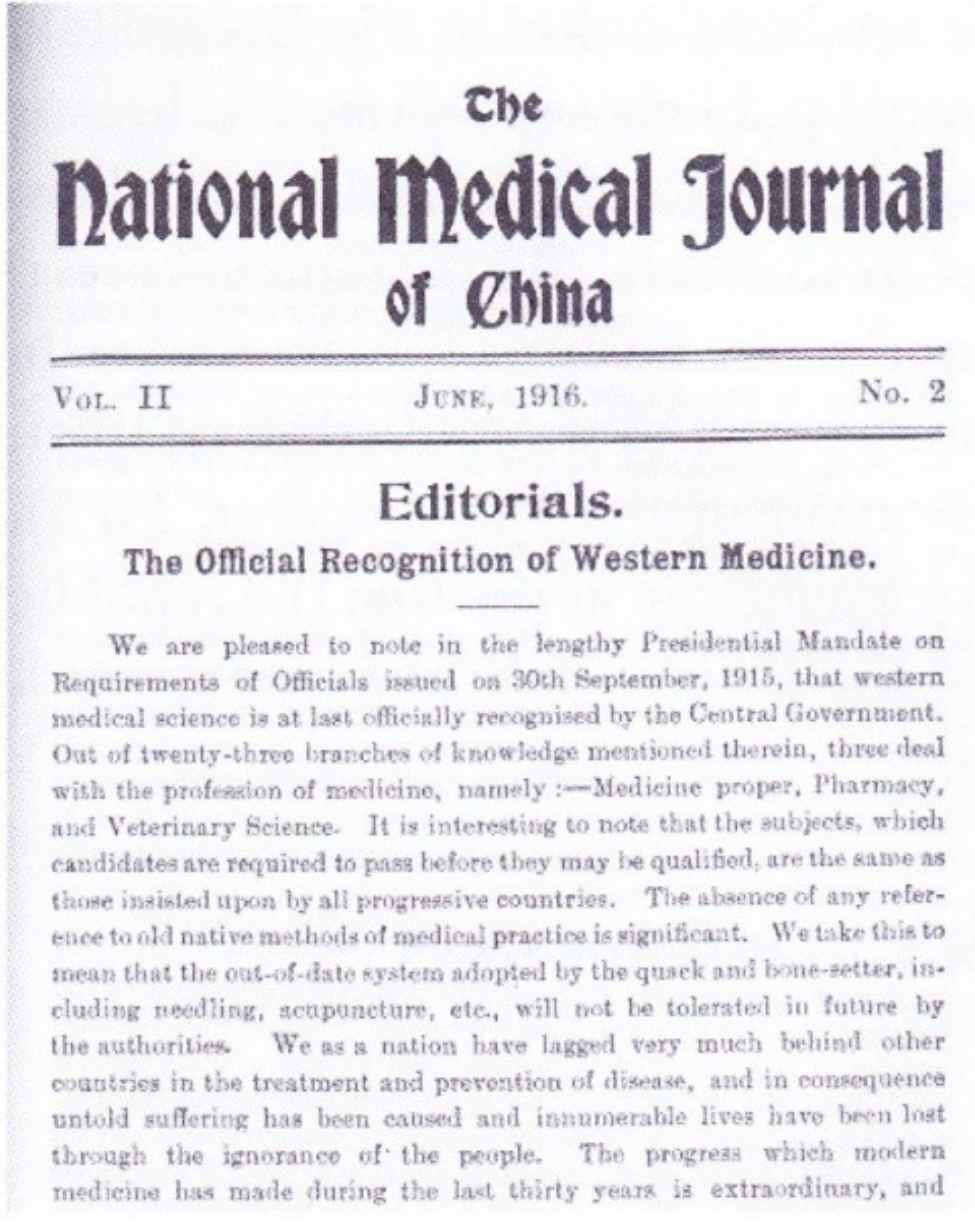 The
National Medical Journal
of China
Vol. II June, 1916. No. 2
Editorials.
The Official Recognition of Western Medicine.
We are pleased to note in the lengthy Presidential Mandate on
Requirements of Officials issued on 30th September, 1915, that western
medical science is at last officially recognised by the Central Government.
Out of twenty-three branches of knowledge mentioned therein, three deal
with the profession of medicine, namely :—Medicine proper, Pharmacy,
and Veterinary Science. It is interesting to note that the subjects, which
candidates are required to pass before they may be qualified, are the same as
those insisted upon by all progressive countries. The absence of any refer-
ence to old native methods of medical practice is significant. We take this to
mean that the out-of-date system adopted by the quack and bone-setter, in-
cluding needling, acupuncture, etc., will not be tolerated in future by
the authorities. We as a nation have lagged very much behind other
countries in the treatment and prevention of disease, and in consequence
untold suffering has been caused and innumerable lives have been lost
through the ignorance of the people. The progress which modern
medicine has made during the last thirty years is extraordinary, and